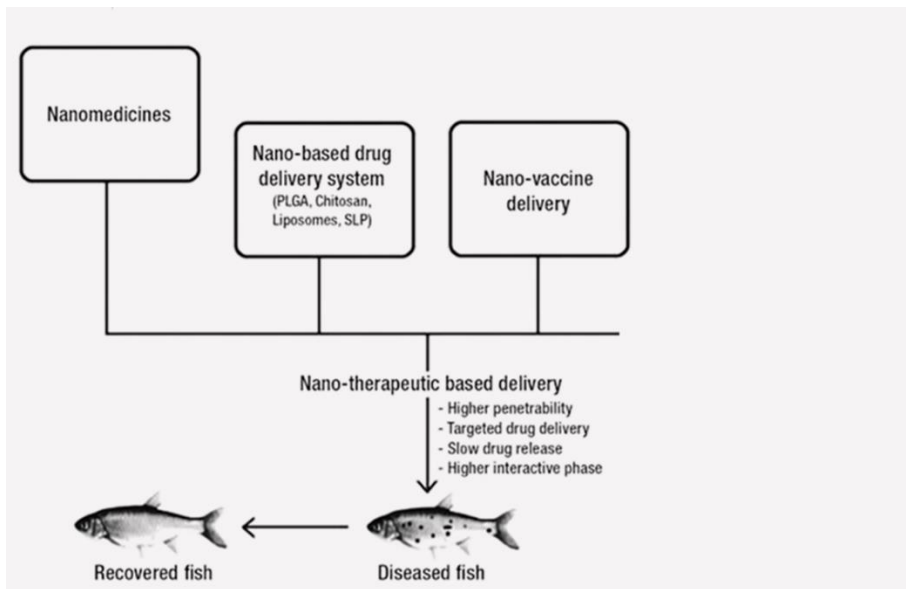 Nanomedicines
Nano-based drug
delivery system
(PLGA, Chitosan,
Liposomes, SLP)
Nano-vaccine
delivery
Nano-therapeutic based delivery
- Higher penetrability
- Targeted drug delivery
- Slow drug release
- Higher interactive phase
Recovered fish
Diseased fish